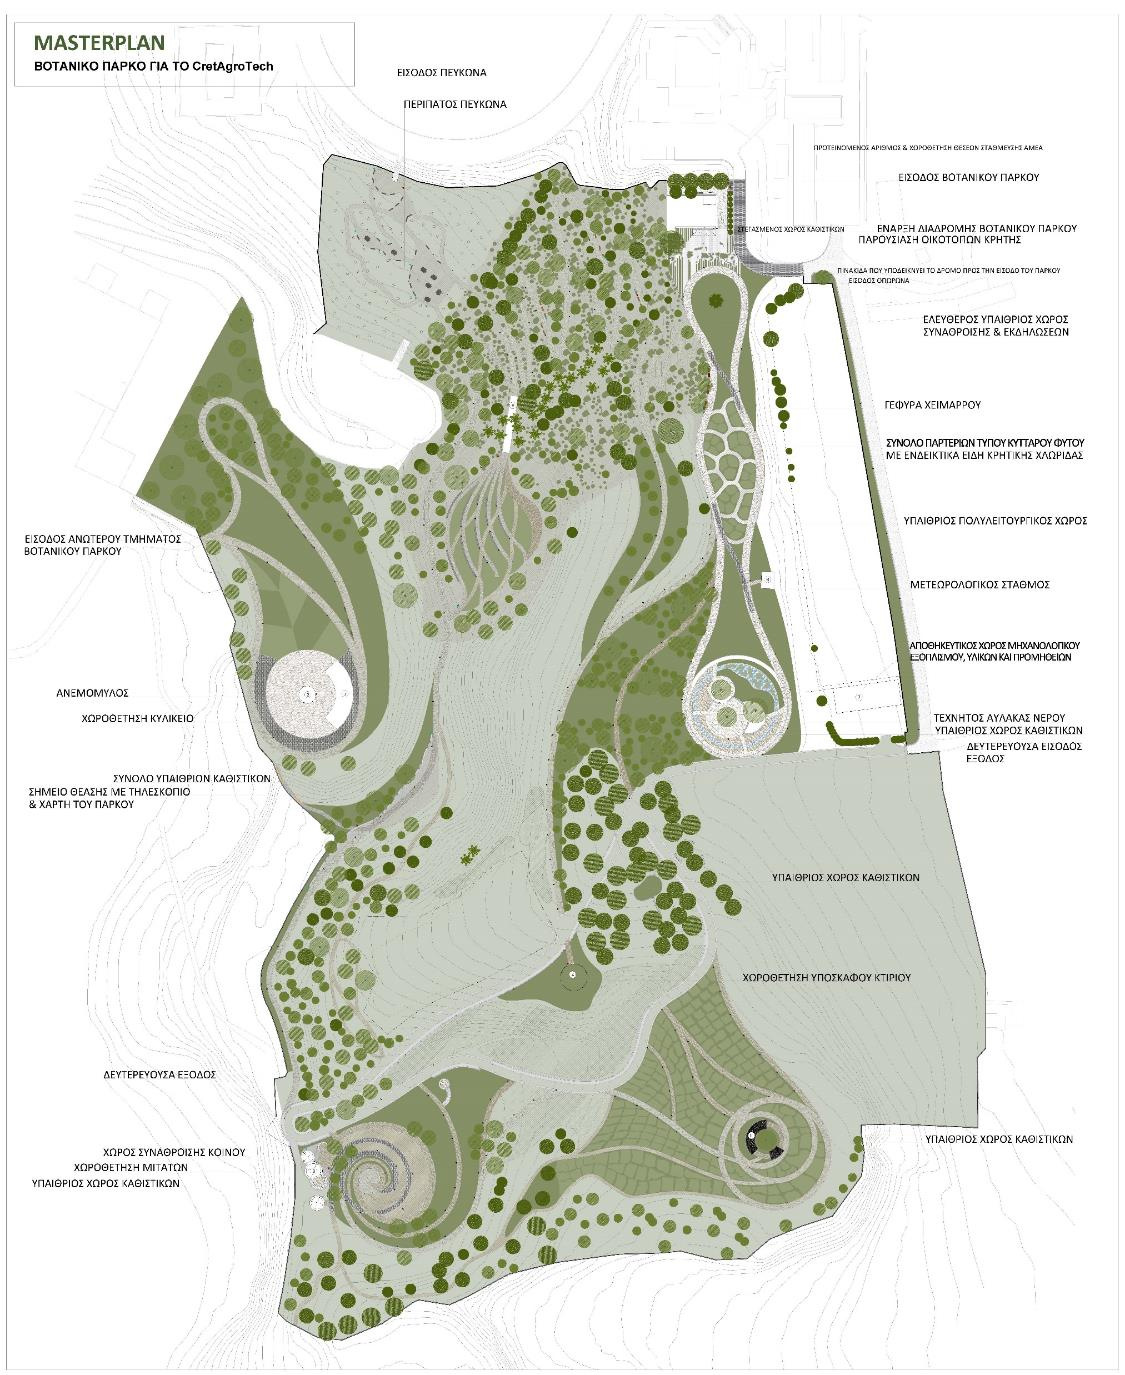 MASTERPLAN
ΒΟΤΑΝΙΚΟ ΠΑΡΚΟ ΓΙΑ ΤΟ CretAgroTech
ΕΙΣΟΔΟΣ ΠΕΥΚΩΝΑ
ΠΕΡΙΠΑΤΟΣ ΠΕΥΚΩΝΑ
ΠΡΟΤΕΙΝΟΜΕΝΟΣ ΑΡΙΘΜΟΣ & ΧΩΡΟΘΕΤΗΣΗ ΘΕΣΕΩΝ ΣΤΑΘΜΕΥΣΗΣ ΑΜΕΑ
ΕΙΣΟΔΟΣ ΒΟΤΑΝΙΚΟΥ ΠΑΡΚΟΥ
ΣΤΕΓΑΣΜΕΝΟΣ ΧΩΡΟΣ ΚΑΘΙΣΤΙΚΩΝ
ΕΝΑΡΞΗ ΔΙΑΔΡΟΜΗΣ ΒΟΤΑΝΙΚΟΥ ΠΑΡΚΟΥ
ΠΑΡΟΥΣΙΑΣΗ ΟΙΚΟΤΟΠΩΝ ΚΡΗΤΗΣ
ΠΙΝΑΚΙΔΑ ΠΟΥ ΥΠΟΔΕΙΚΝΥΕΙ ΤΟ ΔΡΟΜΟ ΠΡΟΣ ΤΗΝ ΕΙΣΟΔΟ ΤΟΥ ΠΑΡΚΟΥ
ΕΙΣΟΔΟΣ ΟΠΩΡΩΝΑ
ΕΛΕΥΘΕΡΟΣ ΥΠΑΙΘΡΙΟΣ ΧΩΡΟΣ
ΣΥΝΑΘΡΟΙΣΗΣ & ΕΚΔΗΛΩΣΕΩΝ
ΓΕΦΥΡΑ ΧΕΙΜΑΡΡΟΥ
ΣΥΝΟΛΟ ΠΑΡΤΕΡΙΩΝ ΤΥΠΟΥ ΚΥΤΤΑΡΟΥ ΦΥΤΟΥ
ΜΕ ΕΝΔΕΙΚΤΙΚΑ ΕΙΔΗ ΚΡΗΤΙΚΗΣ ΧΛΩΡΙΔΑΣ
ΥΠΑΙΘΡΙΟΣ ΠΟΛΥΛΕΙΤΟΥΡΓΙΚΟΣ ΧΩΡΟΣ
ΕΙΣΟΔΟΣ ΑΝΩΤΕΡΟΥ ΤΜΗΜΑΤΟΣ
ΒΟΤΑΝΙΚΟΥ ΠΑΡΚΟΥ
ΜΕΤΕΩΡΟΛΟΓΙΚΟΣ ΣΤΑΘΜΟΣ
ΑΠΟΘΗΚΕΥΤΙΚΟΣ ΧΩΡΟΣ ΜΗΧΑΝΟΛΟΓΙΚΟΥ
ΕΞΟΠΛΙΣΜΟΥ, ΥΛΙΚΩΝ ΚΑΙ ΠΡΟΜΗΘΕΙΩΝ
ΑΝΕΜΟΜΥΛΟΣ
ΧΩΡΟΘΕΤΗΣΗ ΚΥΛΙΚΕΙΟ
ΤΕΧΝΗΤΟΣ ΑΥΛΑΚΑΣ ΝΕΡΟΥ
ΥΠΑΙΘΡΙΟΣ ΧΩΡΟΣ ΚΑΘΙΣΤΙΚΩΝ
ΔΕΥΤΕΡΕΥΟΥΣΑ ΕΙΣΟΔΟΣ
ΕΞΟΔΟΣ
ΣΥΝΟΛΟ ΥΠΑΙΘΡΙΟΝ ΚΑΘΙΣΤΙΚΟΝ
ΣΗΜΕΙΟ ΘΕΛΣΗΣ ΜΕ ΤΗΛΕΣΚΟΠΙΟ
& ΧΑΡΤΗ ΤΟΥ ΠΑΡΚΟΥ
ΥΠΑΙΘΡΙΟΣ ΧΩΡΟΣ ΚΑΘΙΣΤΙΚΩΝ
ΧΩΡΟΘΕΤΗΣΗ ΥΠΟΣΚΑΦΟΥ ΚΤΙΡΙΟΥ
ΔΕΥΤΕΡΕΥΟΥΣΑ ΕΞΟΔΟΣ
ΥΠΑΙΘΡΙΟΣ ΧΩΡΟΣ ΚΑΘΙΣΤΙΚΩΝ
ΧΩΡΟΣ ΣΥΝΑΘΡΟΙΣΗΣ ΚΟΙΝΟΥ
ΧΩΡΟΘΕΤΗΣΗ ΜΙΤΑΤΩΝ
ΥΠΑΙΘΡΙΟΣ ΧΩΡΟΣ ΚΑΘΙΣΤΙΚΩΝ